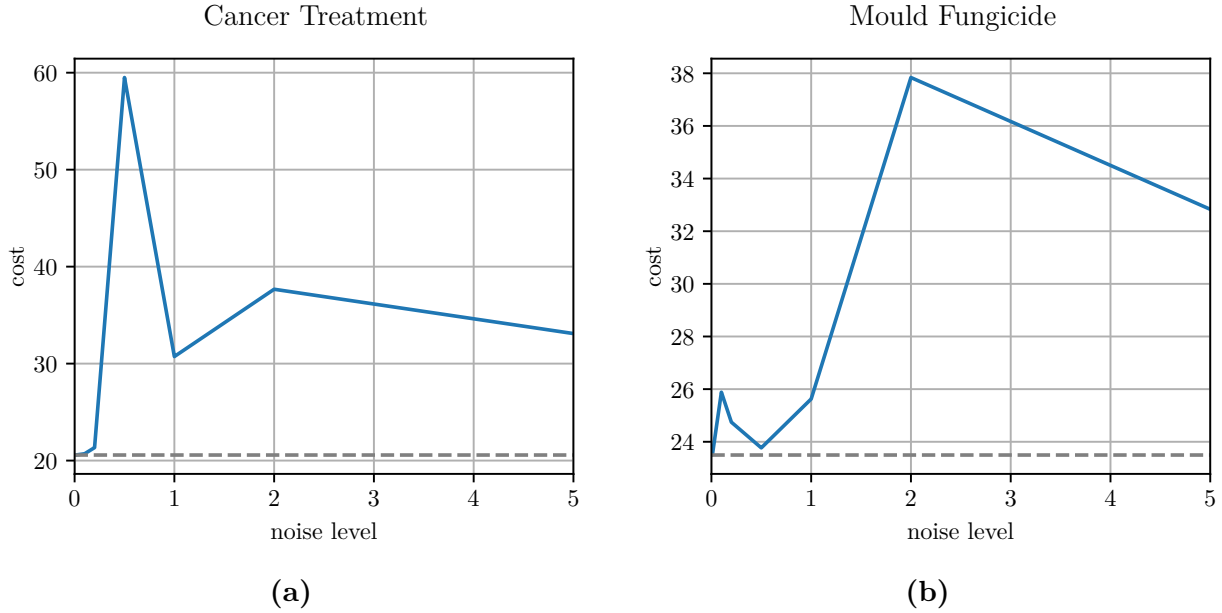 Cancer Treatment
60
50
40
30
20
cost
0 1 2 3 4 5
noise level
(a)
Mould Fungicide
38
36
34
32
30
28
26
24
cost
0 1 2 3 4 5
noise level
(b)